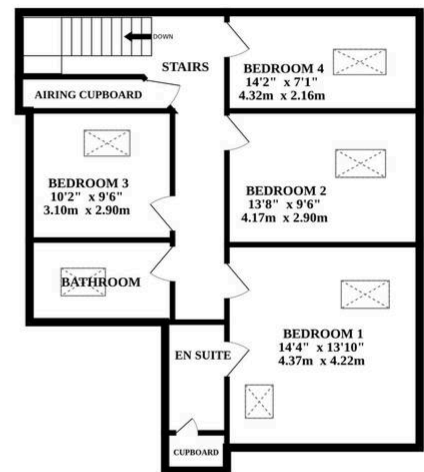 DOWN
STAIRS
BEDROOM 4
14'2" x 7'1"
4.32m x 2.16m
AIRING CUPBOARD
BEDROOM 3
10'2" x 9'6"
3.10m x 2.90m
BEDROOM 2
13'8" x 9'6"
4.17m x 2.90m
BATHROOM
BEDROOM 1
14'4" x 13'10"
4.37m x 4.22m
EN SUITE
CUPBOARD